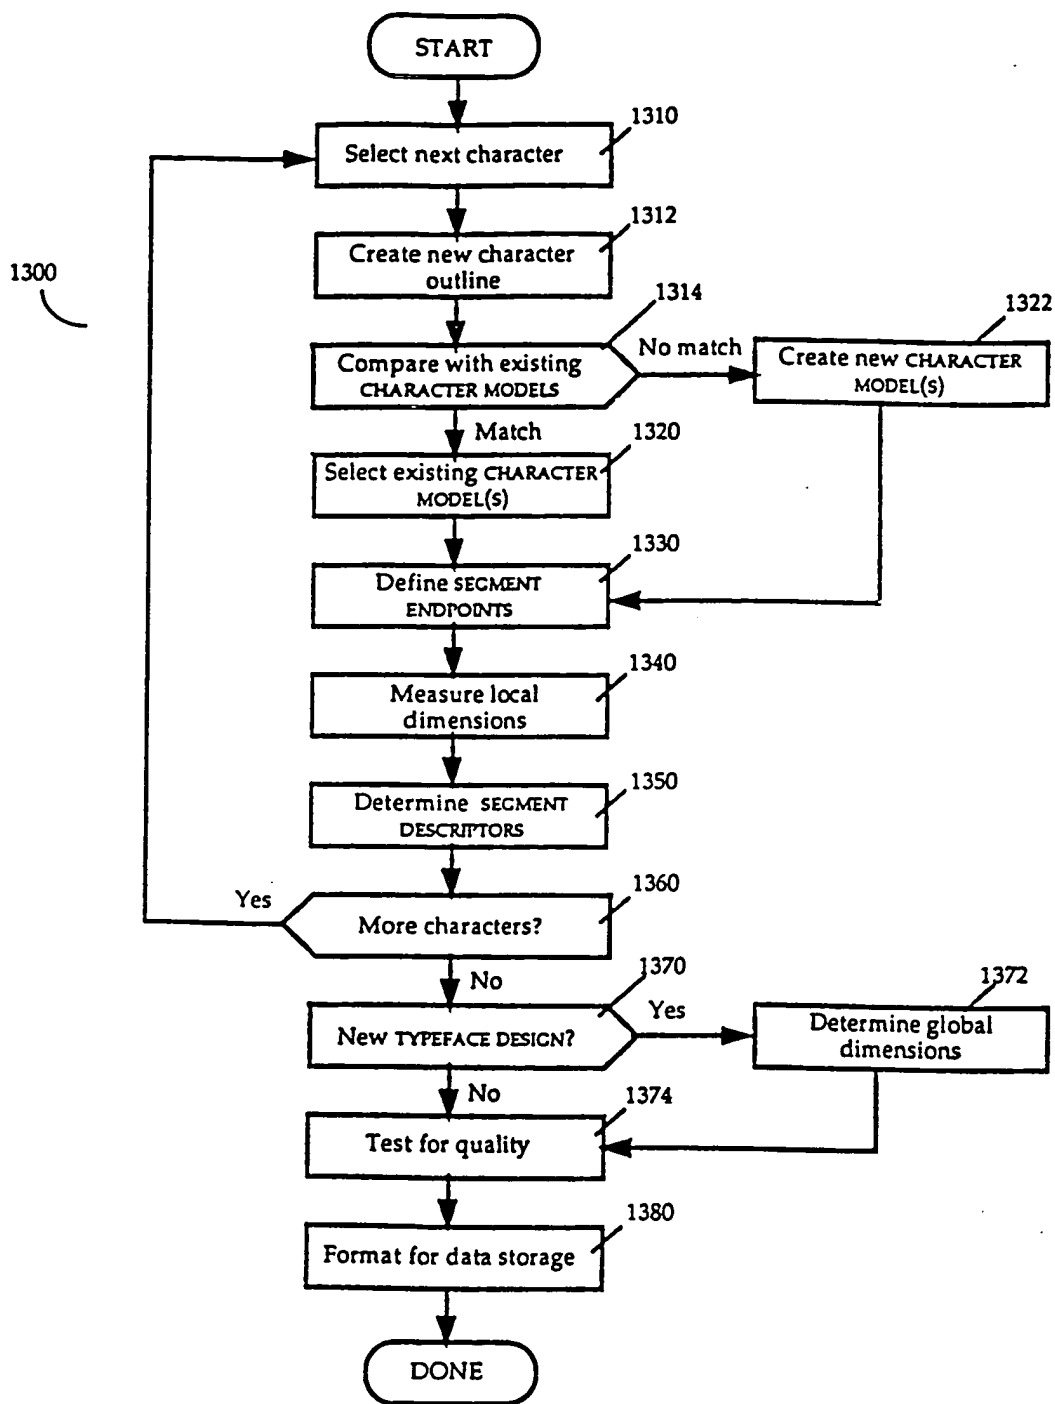 START
1310
Select next character
1312
Create new character
outline
1300
1314
1322
Compare with existing
CHARACTER MODELS
No match
Create new CHARACTER
MODEL(S)
Match
1320
Select existing CHARACTER
MODEL(S)
1330
Define SEGMENT
ENDPOINTS
1340
Measure local
dimensions
1350
Determine SEGMENT
DESCRIPTORS
1360
Yes
More characters?
No
1370
1372
New TYPEFACE DESIGN?
Yes
Determine global
dimensions
No
1374
Test for quality
1380
Format for data storage
DONE